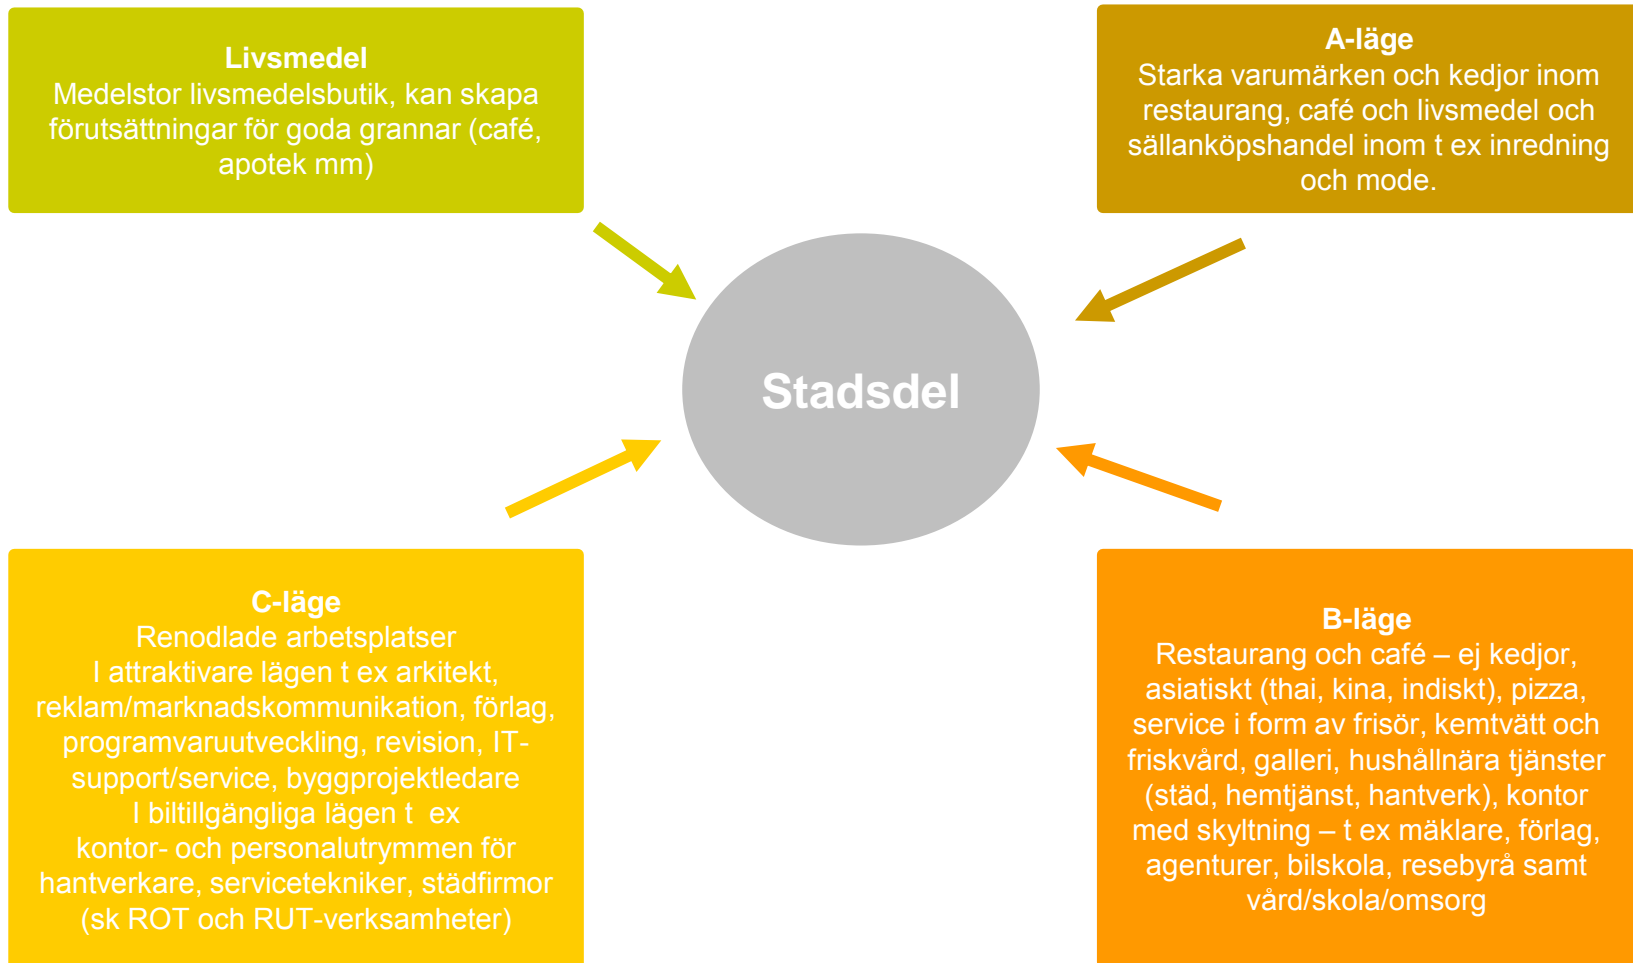 Livsmedel
Medelstor livsmedelsbutik, kan skapa
förutsättningar för goda grannar (café,
apotek mm)
A-läge
Starka varumärken och kedjor inom
restaurang, café och livsmedel och
sällanköpshandel inom t ex inredning
och mode.
Stadsdel
C-läge
Renodlade arbetsplatser
I attraktivare lägen t ex arkitekt,
reklam/marknadskommunikation, förlag,
programvaruutveckling, revision, IT-
support/service, byggprojektledare
I biltillgängliga lägen t  ex
kontor- och personalutrymmen för
hantverkare, servicetekniker, städfirmor
(sk ROT och RUT-verksamheter)
B-läge
Restaurang och café – ej kedjor,
asiatiskt (thai, kina, indiskt), pizza,
service i form av frisör, kemtvätt och
friskvård, galleri, hushållnära tjänster
(städ, hemtjänst, hantverk), kontor
med skyltning – t ex mäklare, förlag,
agenturer, bilskola, resebyrå samt
vård/skola/omsorg